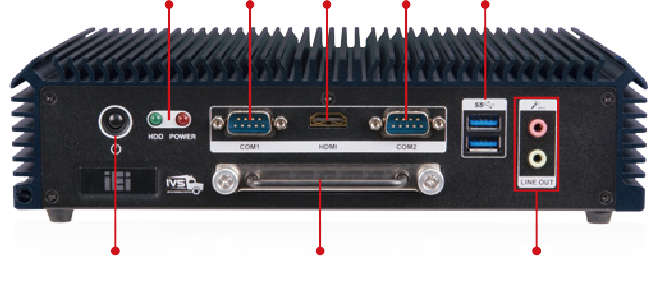 SS
HDD POWER
COM1
HDMI
COM2
LINE OUT
iEi
IVS